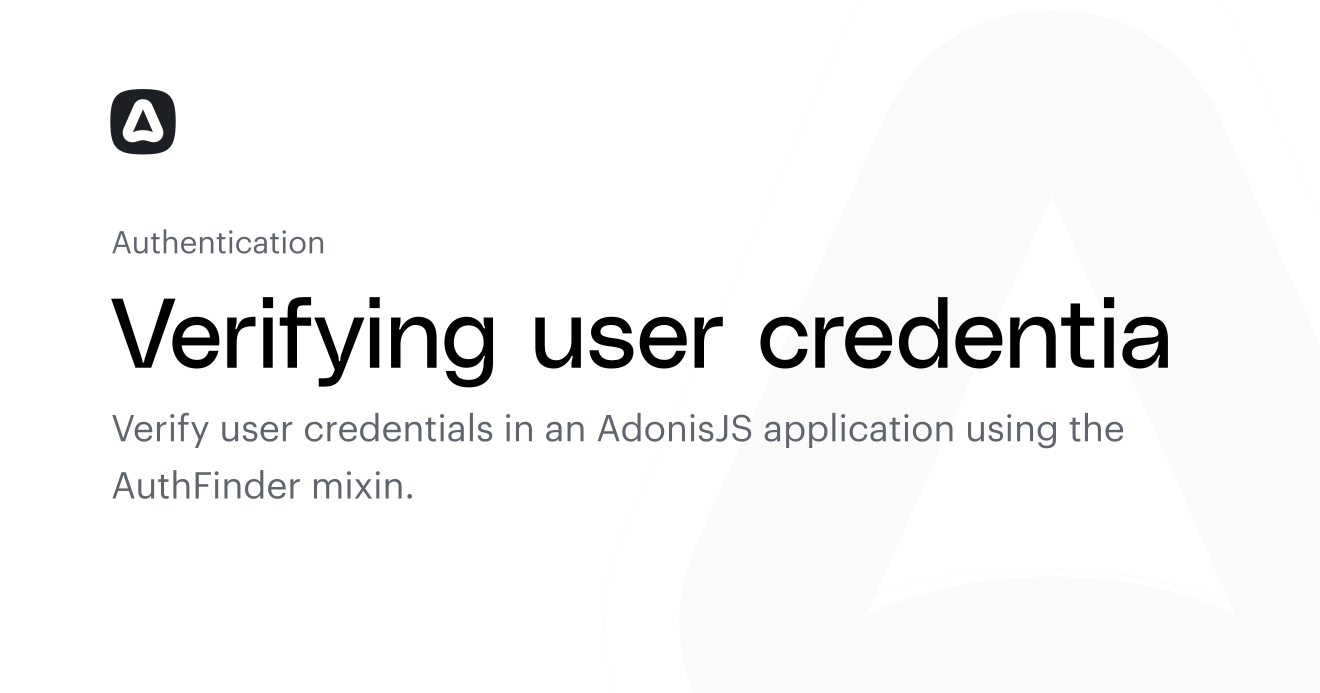 Authentication
Verifying user credentia
Verify user credentials in an AdonisJS application using the
AuthFinder mixin.